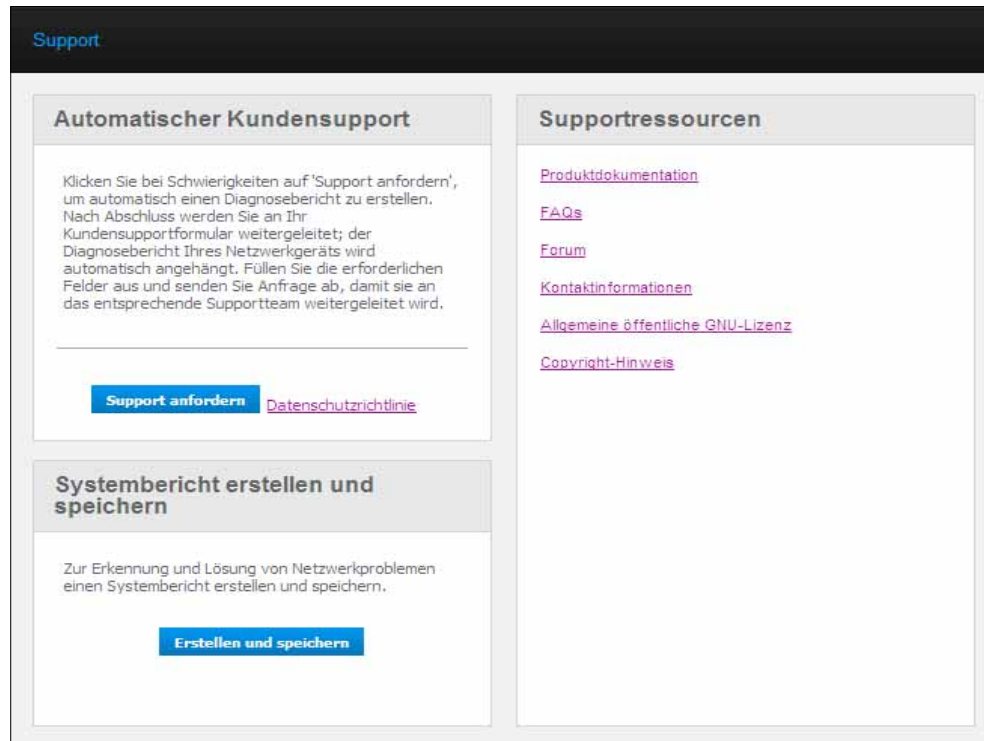 Support
Automatischer Kundensupport
Klicken Sie bei Schwierigkeiten auf 'Support anfordern',
um automatisch einen Diagnosebericht zu erstellen.
Nach Abschluss werden Sie an Ihr
Kundensupportformular weitergeleitet; der
Diagnosebericht Ihres Netzwerkgeräts wird
automatisch angehängt. Füllen Sie die erforderlichen
Felder aus und senden Sie Anfrage ab, damit sie an
das entsprechende Supportteam weitergeleitet wird.
Support anfordern Datenschutzrichtlinie
Systembericht erstellen und
speichern
Zur Erkennung und Lösung von Netzwerkproblemen
einen Systembericht erstellen und speichern.
Erstellen und speichern
Supportressourcen
Produktdokumentation
FAQs
Forum
Kontaktinformationen
Allgemeine öffentliche GNU-Lizenz
Copyright-Hinweis